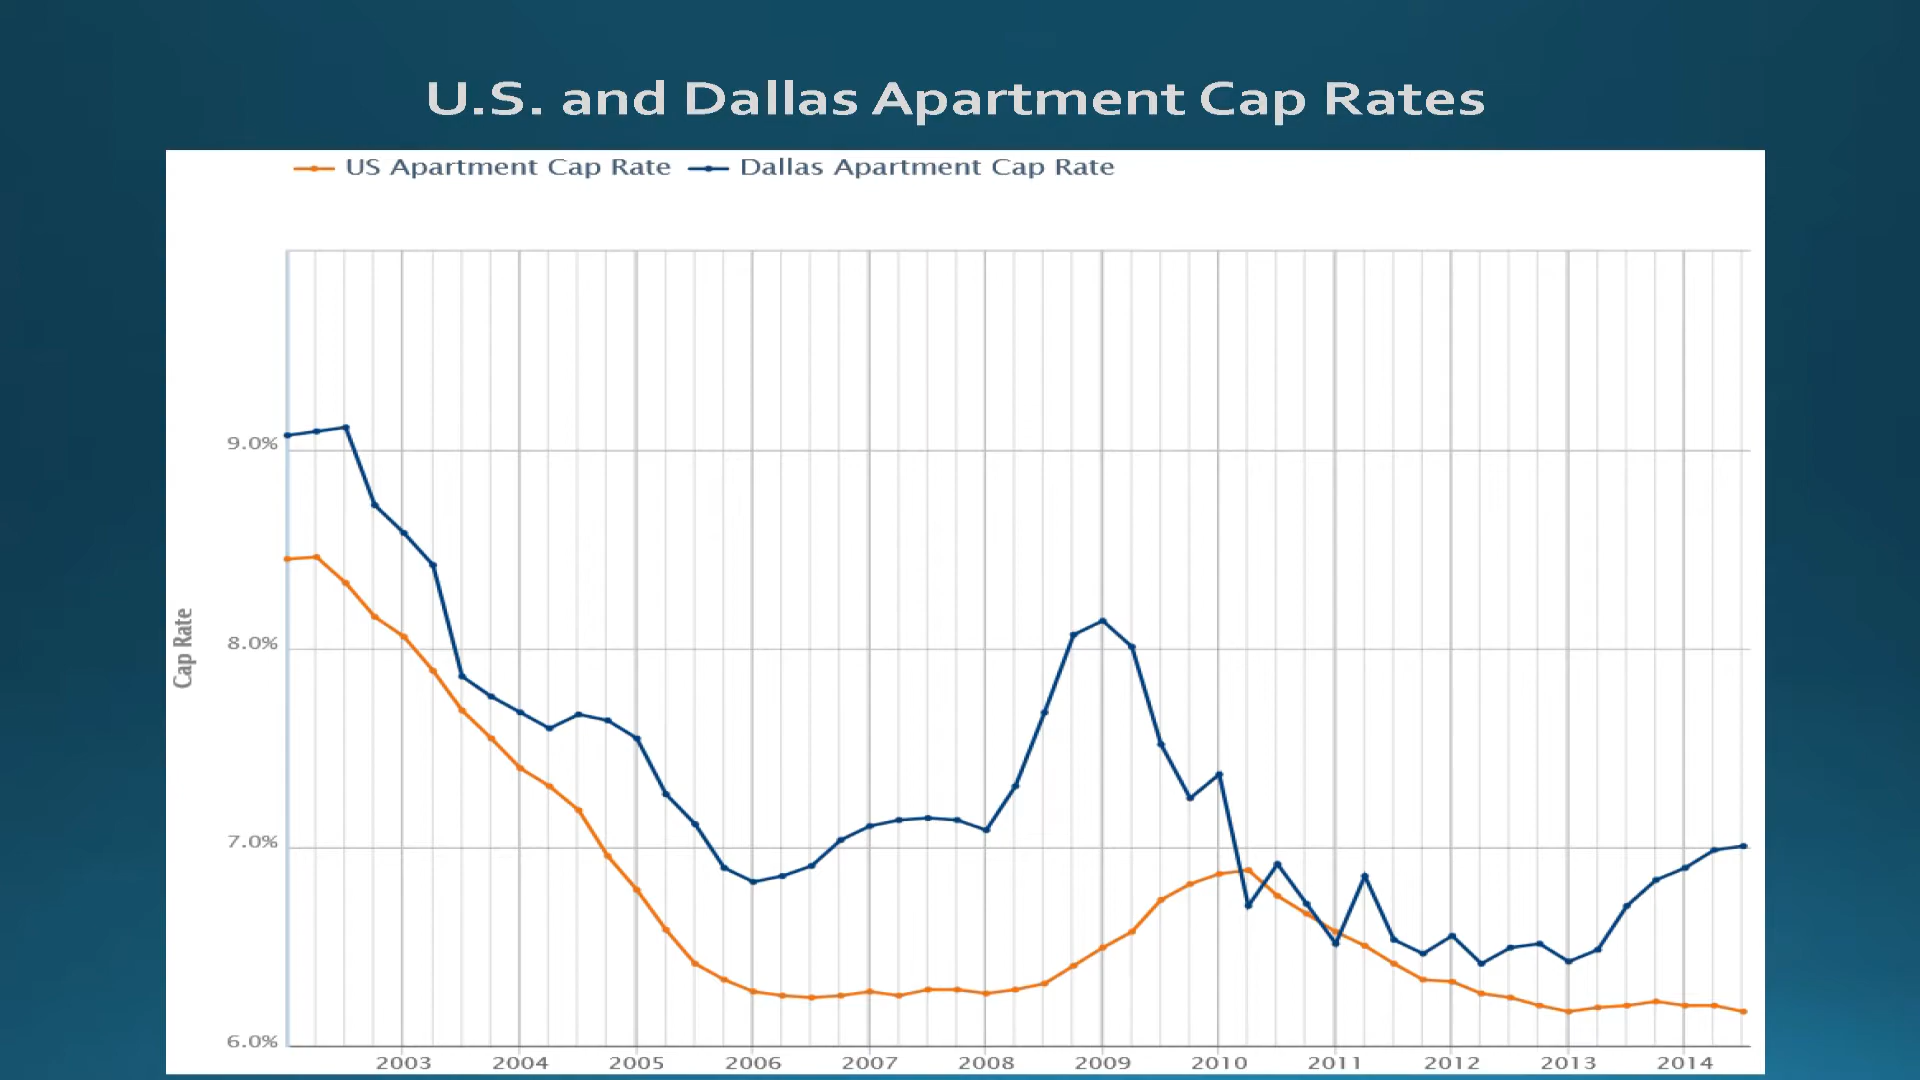 U.S. and Dallas Apartment Cap Rates
US Apartment Cap Rate Dallas Apartment Cap Rate
9.0%
8.0%
Cap Rate
7.0%
6.0%
2003 2004 2005 2006 2007 2008 2009 2010 2011 2012 2013 2014